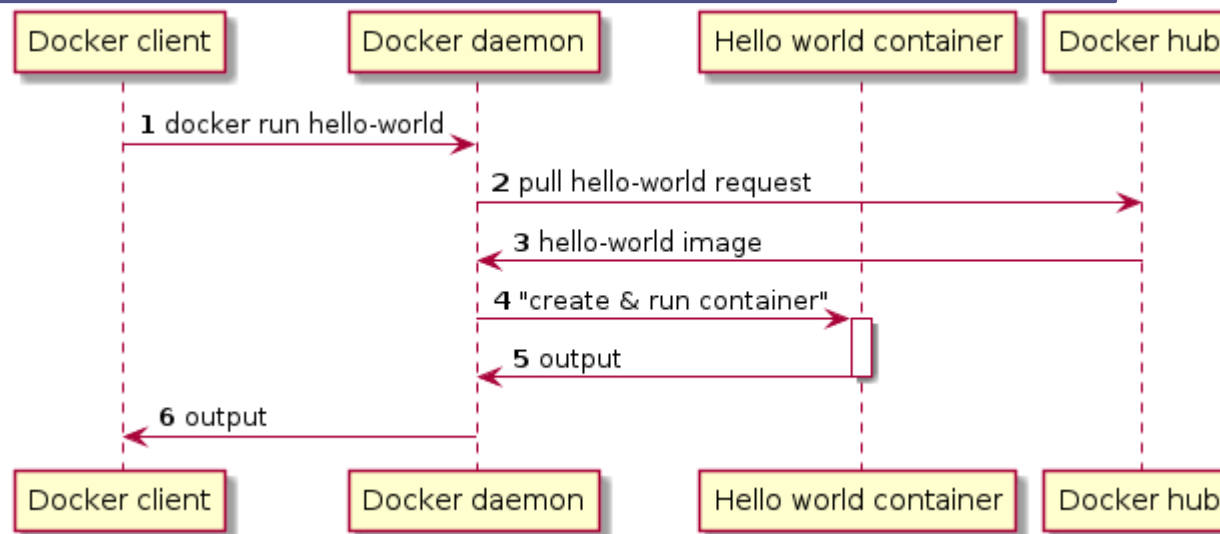 Docker client
Docker daemon
Hello world container
Docker hub
1 docker run hello-world
2 pull hello-world request
3 hello-world image
4 "create & run container"
5 output
6 output
Docker client
Docker daemon
Hello world container
Docker hub